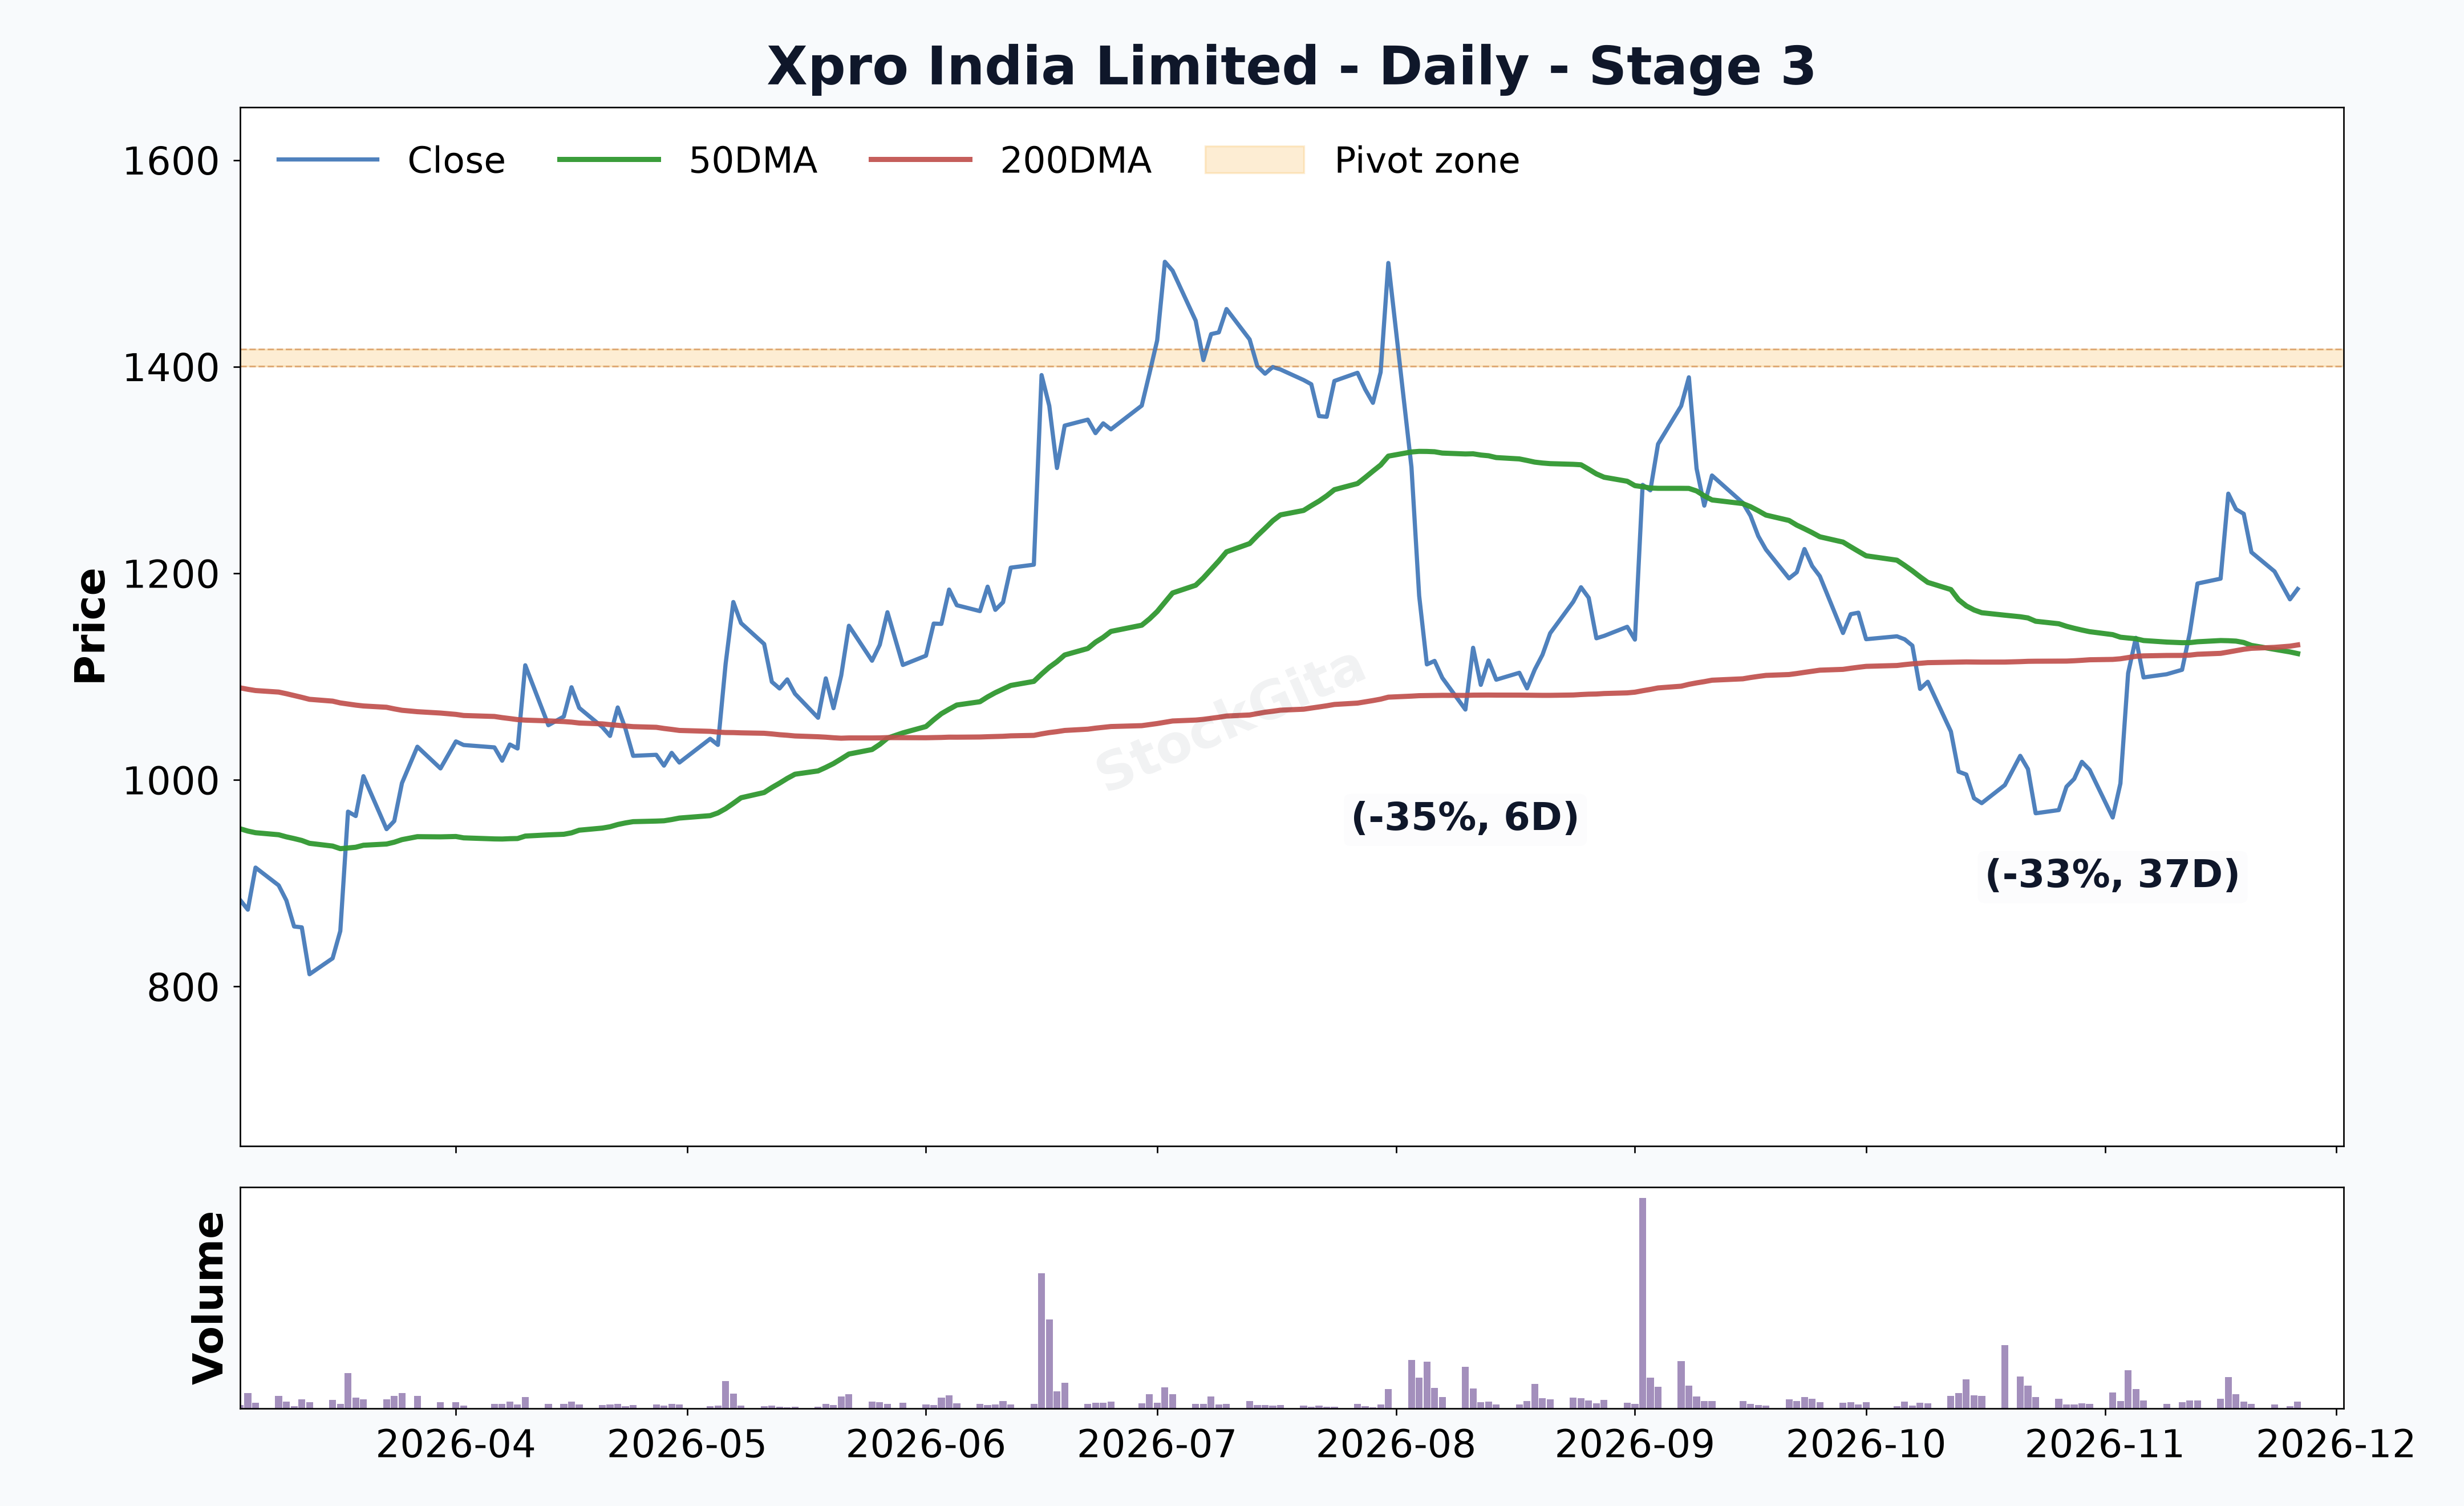 Xpro India Limited - Daily - Stage 3
Close 50DMA 200DMA Pivot zone
Price
1600
1400
1200
1000
800
StockGita
(-35%, 6D)
(-33%, 37D)
Volume
2026-04 2026-05 2026-06 2026-07 2026-08 2026-09 2026-10 2026-11 2026-12